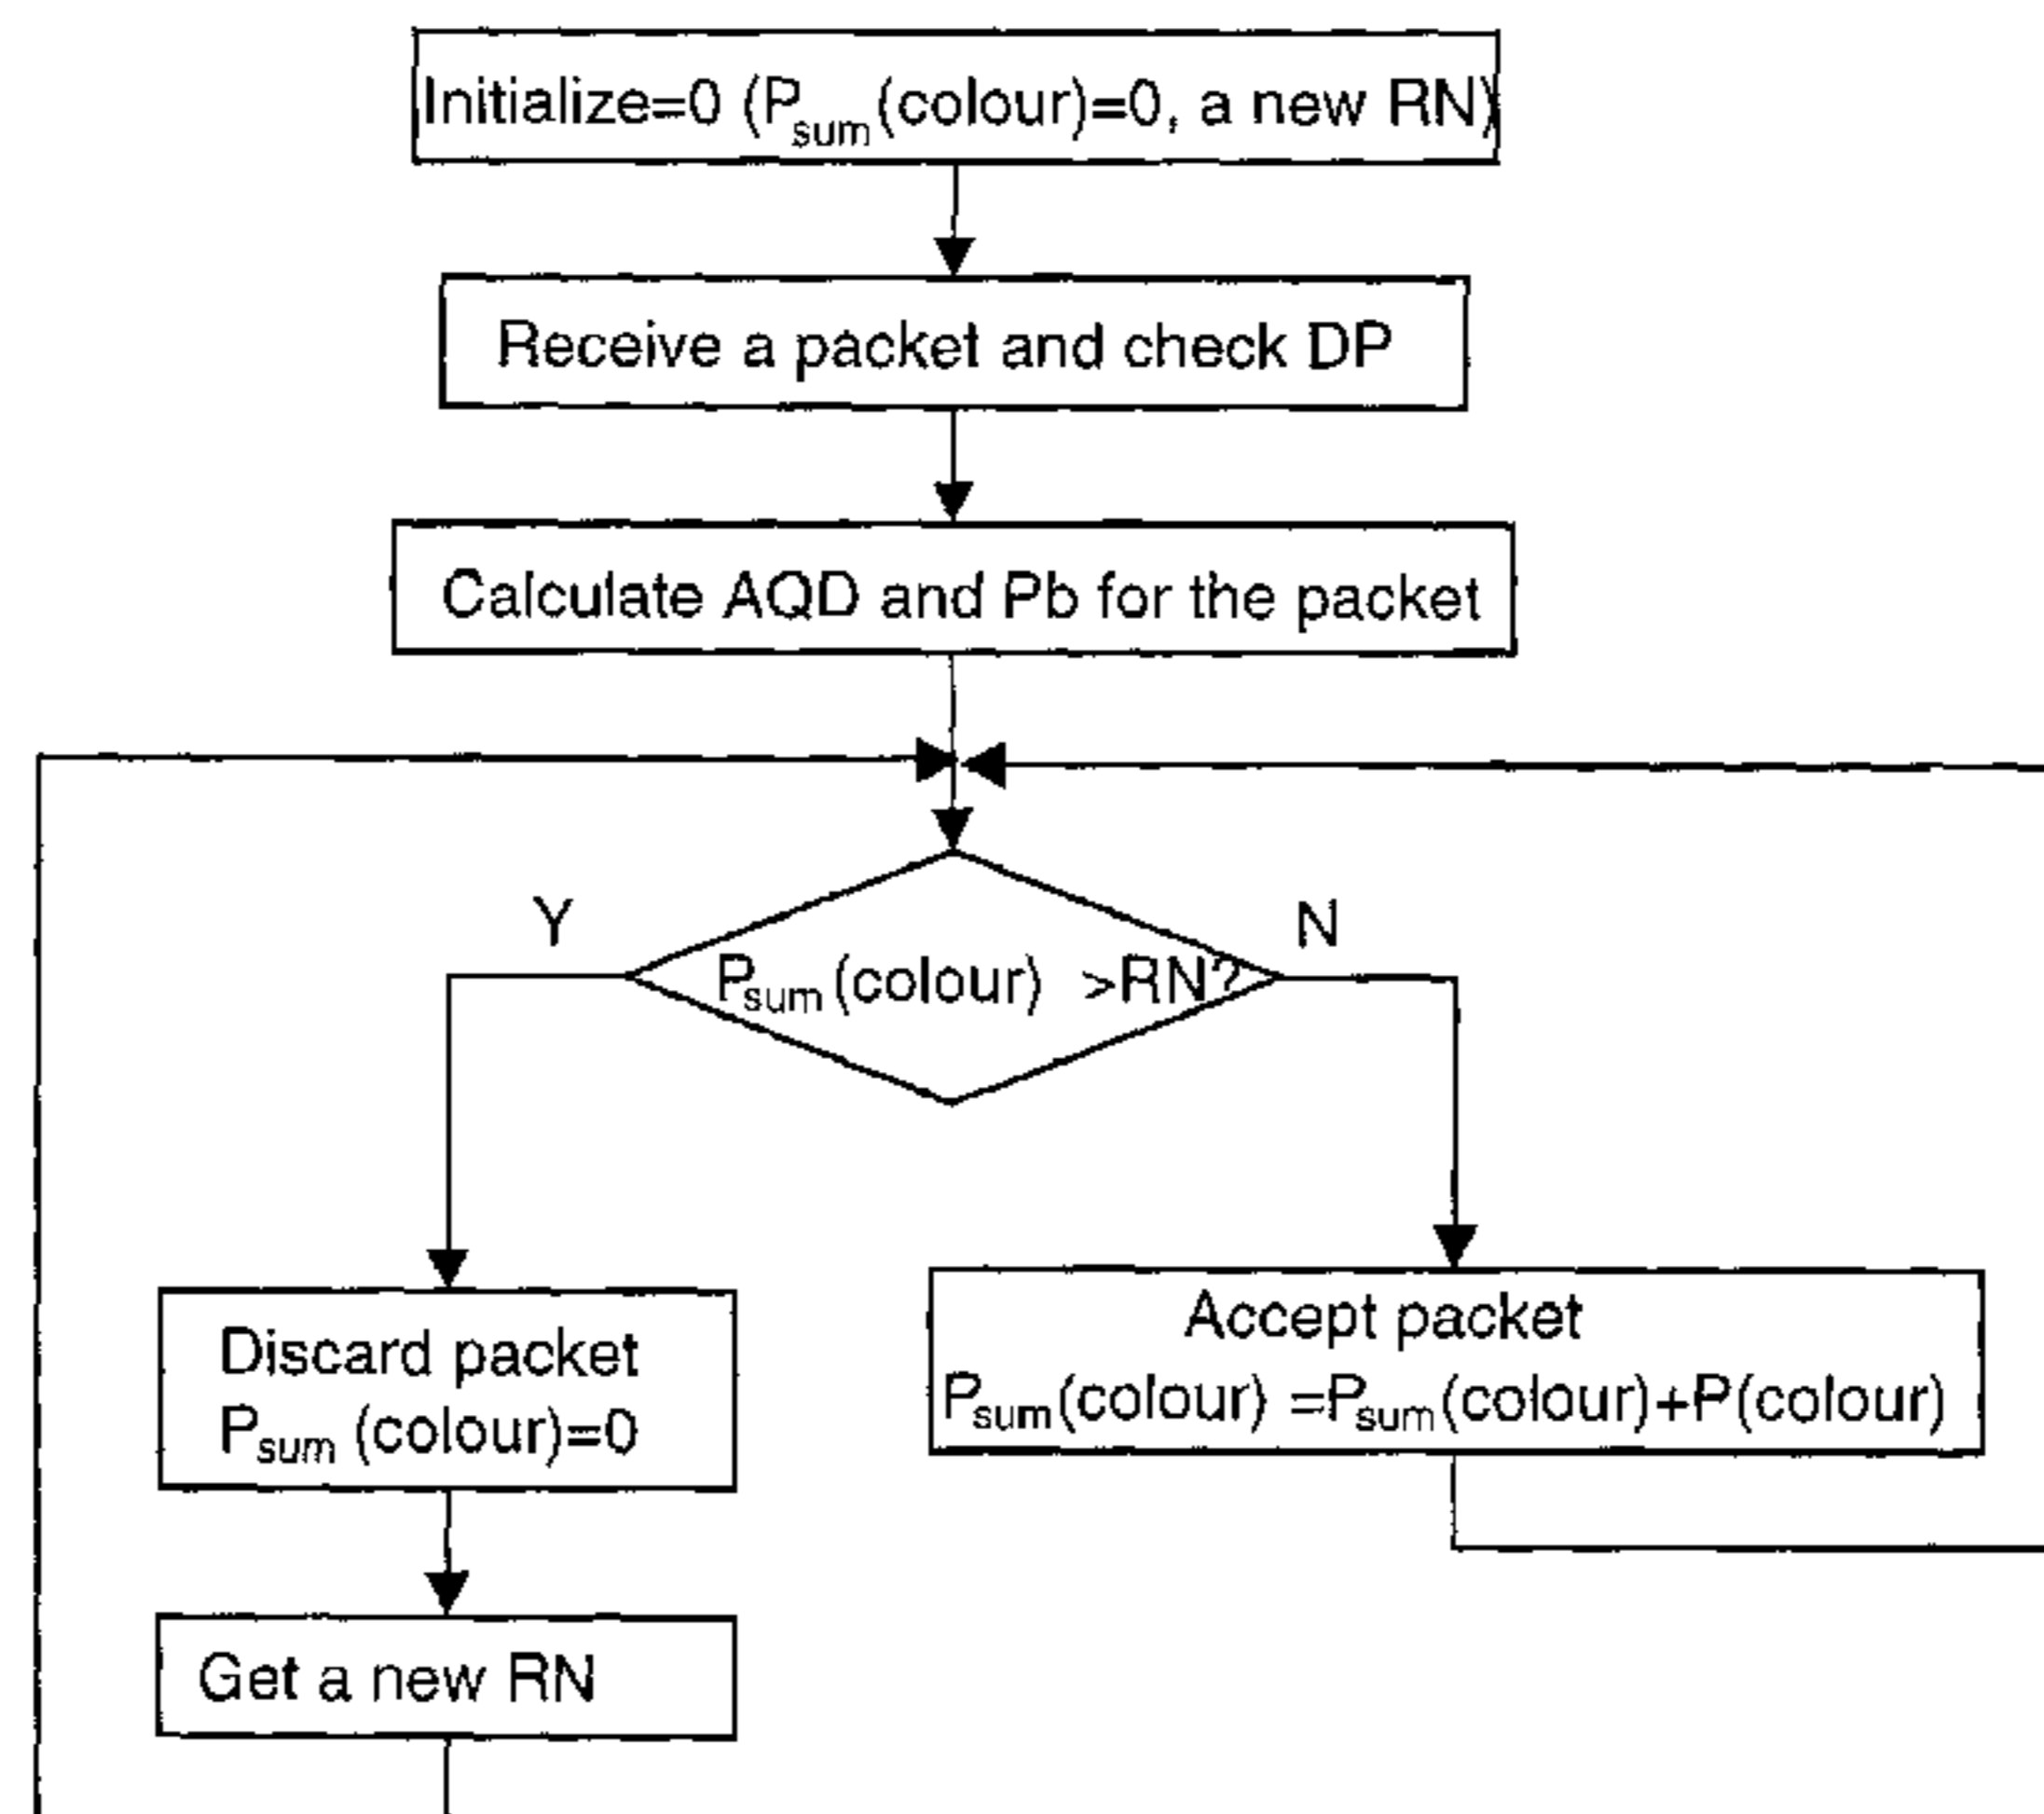 Initialize=0 (Psum(colour)=0, a new RN)
Receive a packet and check DP
Calculate AQD and Pb for the packet
Y
N
Psum(colour) >RN?
Discard packet
Psum (colour)=0
Accept packet
Psum(colour) =Psum(colour)+P(colour)
Get a new RN